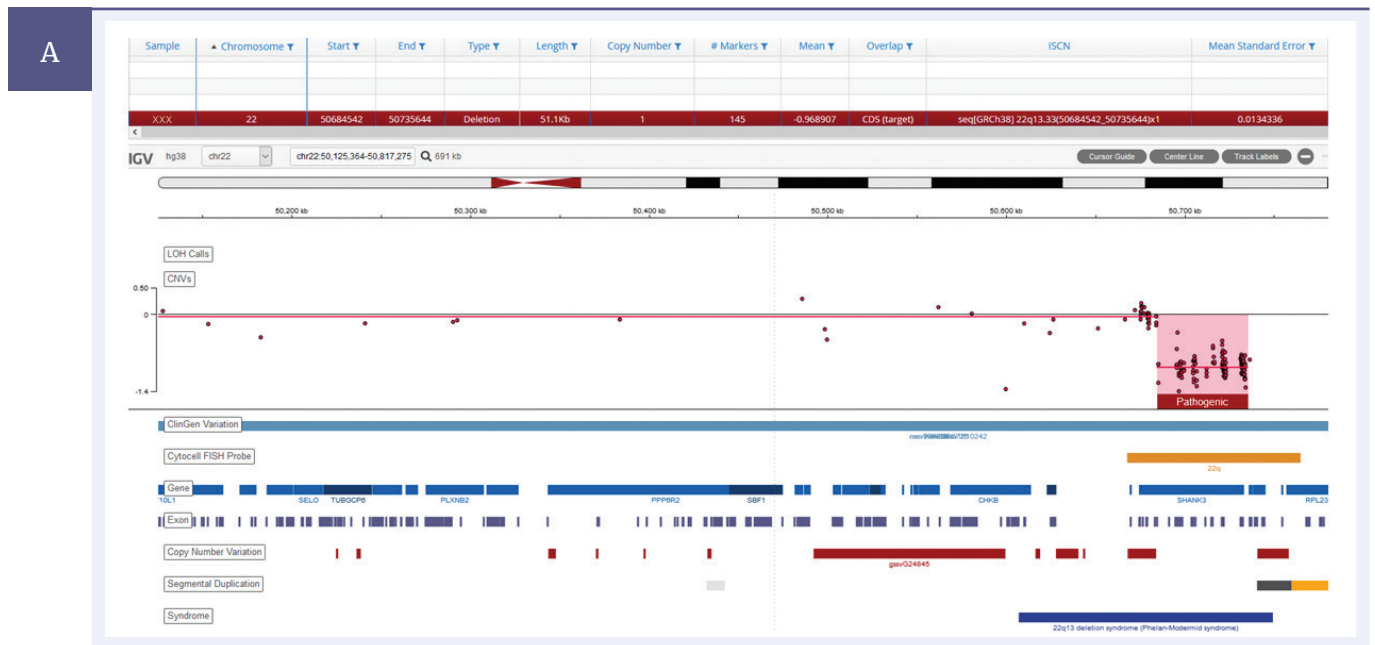 A
Sample Chromosome Start End Type Length Copy Number # Markers Mean Overlap ISCN Mean Standard Error
XXX 22 50684542 50735644 Deletion 51.1Kb 1 145 -0.968907 CDS (target) seq[GRCh38] 22q13.33(50684542_50735644)x1 0.0134336
IGV hg38 chr22 chr22:50,125,364-50,817,275 691 kb Cursor Guide Center Line Track Labels
50,200 kb 50,300 kb 50,400 kb 50,500 kb 50,600 kb 50,700 kb
LOH Calls
CNVs
0.50
0
-1.4
Pathogenic
ClinGen Variation
Cytocell FISH Probe
22q
Gene
SELO TUBGCP6 PLXNB2 PPP6R2 SBF1 CHKB SHANK3 RPL23
Exon
Copy Number Variation
gssvG24845
Segmental Duplication
Syndrome
22q13 deletion syndrome (Phelan-Mcdermid syndrome)